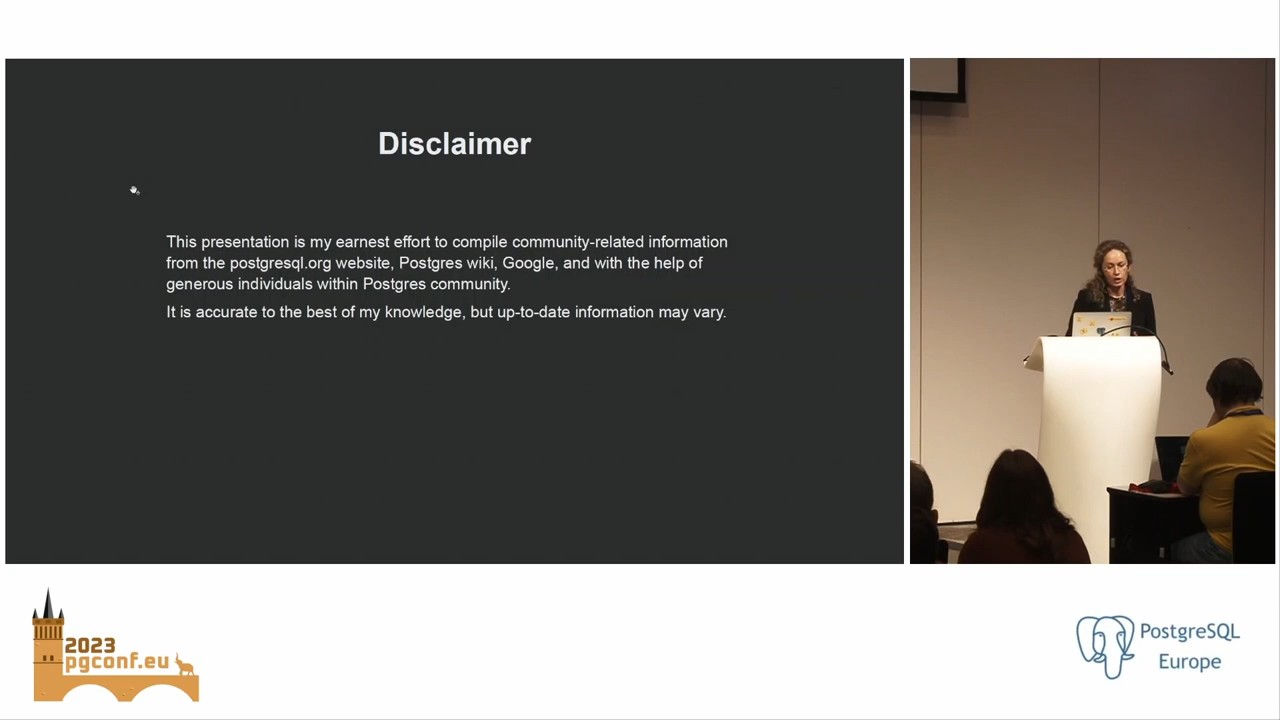 Disclaimer
This presentation is my earnest effort to compile community-related information
from the postgresql.org website, Postgres wiki, Google, and with the help of
generous individuals within Postgres community.
It is accurate to the best of my knowledge, but up-to-date information may vary.
2023
pgconf.eu
PostgreSQL
Europe